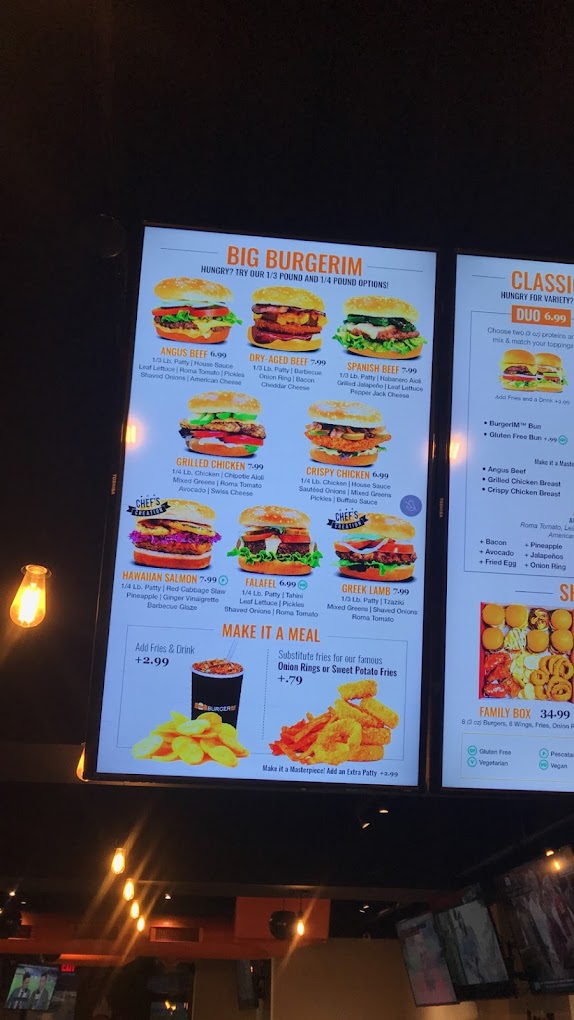 BIG BURGERIM
HUNGRY? TRY OUR 1/3 POUND AND 1/4 POUND OPTIONS!
ANGUS BEEF 6.99
1/3 Lb. Patty | House Sauce
Leaf Lettuce | Roma Tomato | Pickles
Shaved Onions | American Cheese
DRY-AGED BEEF 7.99
1/3 Lb. Patty | Barbecue
Onion Ring | Bacon
Cheddar Cheese
SPANISH BEEF 7.99
1/3 Lb. Patty | Habanero Aioli
Grilled Jalapeño | Leaf Lettuce
Pepper Jack Cheese
GRILLED CHICKEN 7.99
1/4 Lb. Chicken | Chipotle Aioli
Mixed Greens | Roma Tomato
Avocado | Swiss Cheese
CRISPY CHICKEN 6.99
1/4 Lb. Chicken | House Sauce
Sautéed Onions | Mixed Greens
Pickles | Buffalo Sauce
CHEF'S
CREATION
HAWAIIAN SALMON 7.99
1/4 Lb. Patty | Red Cabbage Slaw
Pineapple | Ginger Vinaigrette
Barbecue Glaze
FALAFEL 6.99
1/4 Lb. Patty | Tahini
Leaf Lettuce | Pickles
Shaved Onions | Roma Tomato
CHEF'S
CREATION
GREEK LAMB 7.99
1/3 Lb. Patty | Tzaziki
Mixed Greens | Shaved Onions
Roma Tomato
MAKE IT A MEAL
Add Fries & Drink
+2.99
BURGERIM
Substitute fries for our famous
Onion Rings or Sweet Potato Fries
+.79
Make it a Masterpiece! Add an Extra Patty +2.99
TOSHIBA
CLASSI
HUNGRY FOR VARIETY?
DUO 6.99
Choose two (3 oz) proteins a
mix & match your topping
add Fries and a Drink +2.99
• BurgerIM™ Bun
• Gluten Free Bun +.99
Make it a Mast
• Angus Beef
• Grilled Chicken Breast
• Crispy Chicken Breast
Roma Tomato, Le
America
+ Bacon
+ Avocado
+ Fried Egg
+ Pineapple
+ Jalapeños
+ Onion Ring
SH
FAMILY BOX 34.99
6 (3 oz) Burgers, 8 Wings, Fries, Onion R
GF Gluten Free
V Vegetarian
P Pescata
Vegan
EXIT